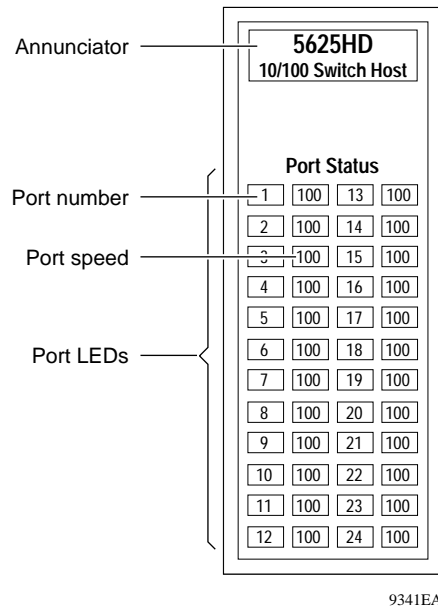 Annunciator
5625HD
10/100 Switch Host
Port Status
Port number
1 100 13 100
2 100 14 100
Port speed
3 100 15 100
4 100 16 100
5 100 17 100
Port LEDs
6 100 18 100
7 100 19 100
8 100 20 100
9 100 21 100
10 100 22 100
11 100 23 100
12 100 24 100
9341EA